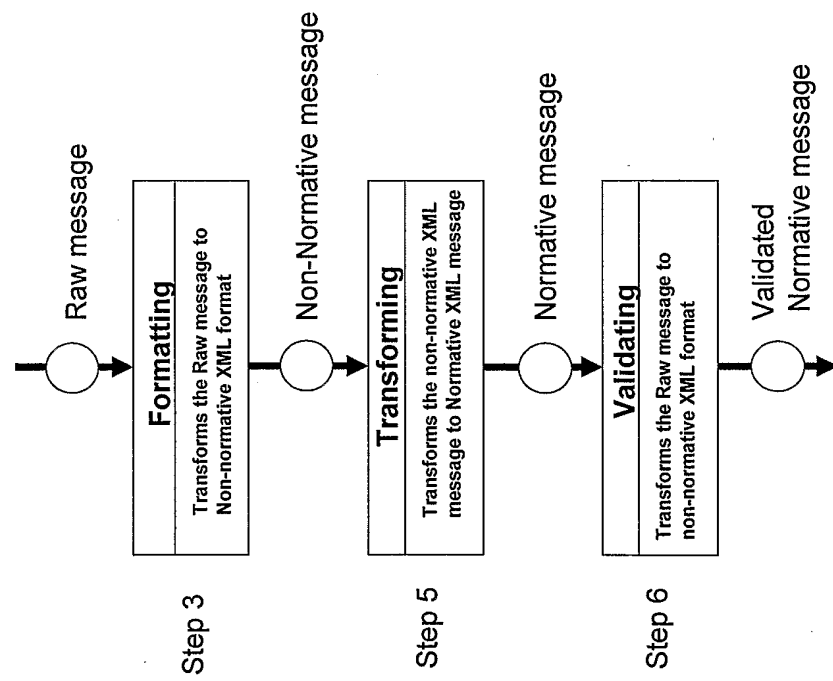 Raw message
Step 3
Formatting
Transforms the Raw message to
Non-normative XML format
Non-Normative message
Step 5
Transforming
Transforms the non-normative XML
message to Normative XML message
Normative message
Step 6
Validating
Transforms the Raw message to
non-normative XML format
Validated
Normative message